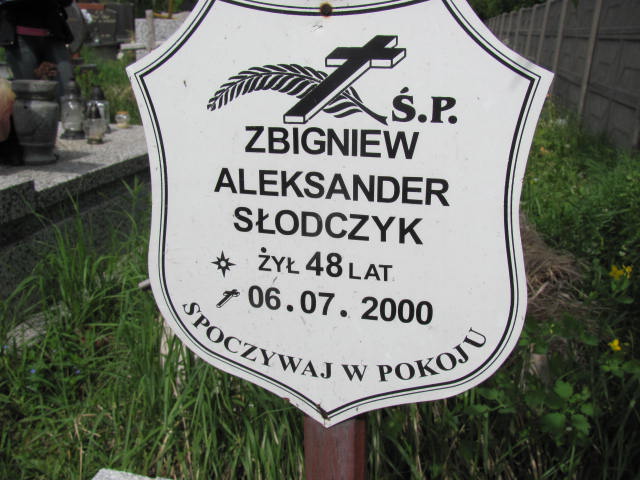 Ś.P.
ZBIGNIEW
ALEKSANDER
SŁODCZYK
ŻYŁ 48 LAT
06.07.2000
SPOCZYWAJ W POKOJU